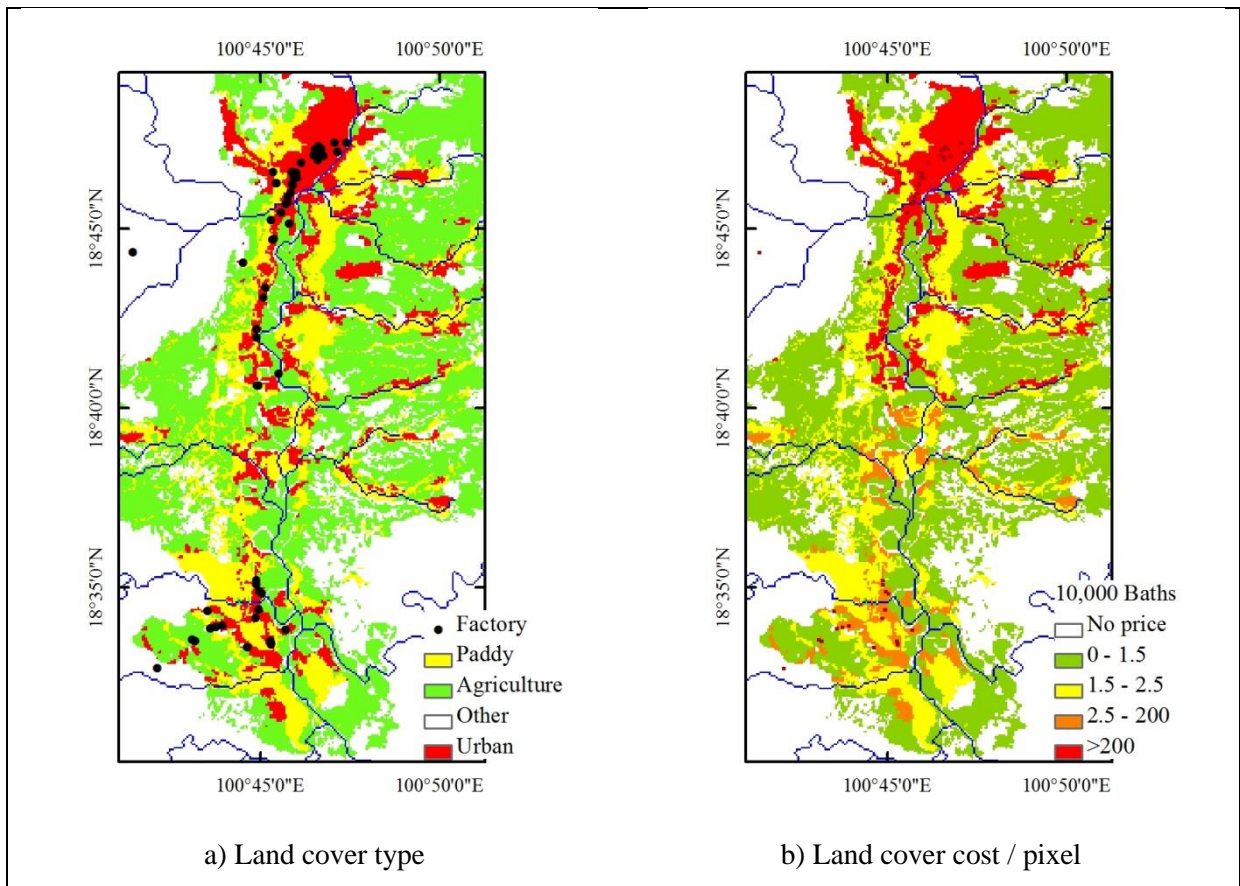 100°45'0"E 100°50'0"E
18°45'0"N
18°40'0"N
18°35'0"N
Factory
Paddy
Agriculture
Other
Urban
100°45'0"E 100°50'0"E
a) Land cover type
100°45'0"E 100°50'0"E
18°45'0"N
18°40'0"N
18°35'0"N
10,000 Baths
No price
0 - 1.5
1.5 - 2.5
2.5 - 200
>200
100°45'0"E 100°50'0"E
b) Land cover cost / pixel